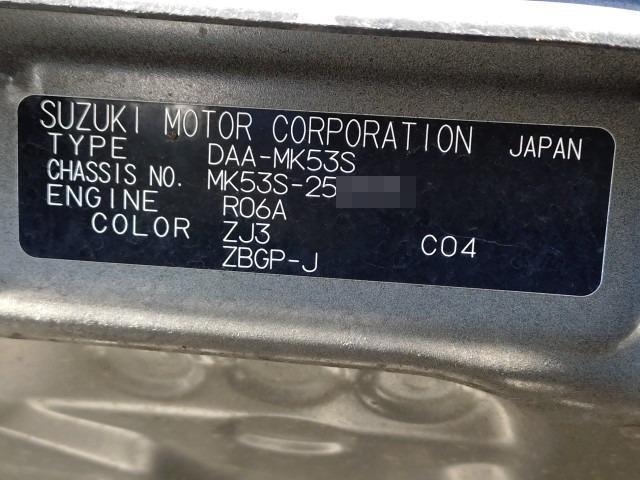 SUZUKI MOTOR CORPORATION JAPAN
TYPE DAA-MK53S
CHASSIS NO. MK53S-25
ENGINE R06A
COLOR ZJ3 C04
ZBGP-J